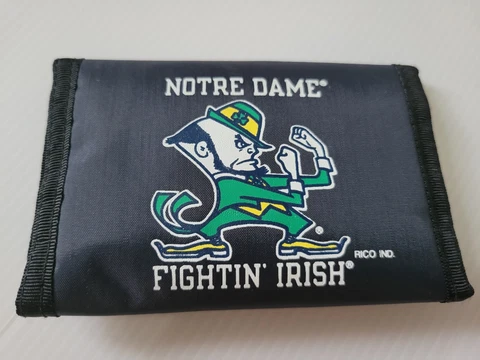 NOTRE DAME®
®
RICO IND.
FIGHTIN' IRISH®